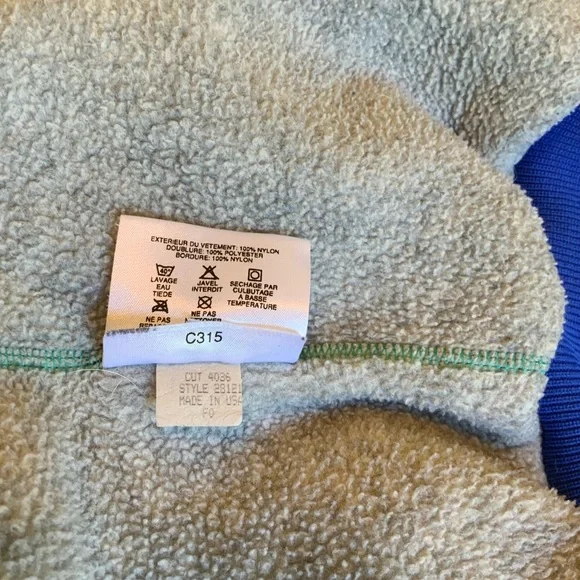 EXTERIEUR DU VETEMENT: 100% NYLON
DOUBLURE: 100% POLYESTER
BORDURE: 100% NYLON
40°
LAVAGE
EAU
TIEDE
JAVEL
INTERDIT
SECHAGE PAR
CULBUTAGE
A BASSE
TEMPERATURE
NE PAS
NE PAS
C315
CUT 4036
STYLE 28121
MADE IN USA